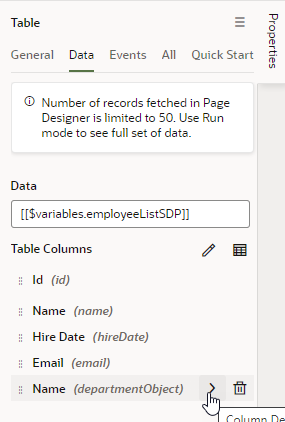 Table
Properties
General Data Events All Quick Start
Number of records fetched in Page
Designer is limited to 50. Use Run
mode to see full set of data.
Data
[[$variables.employeeListSDP]]
Table Columns
Id (id)
Name (name)
Hire Date (hireDate)
Email (email)
Name (departmentObject)
Column De